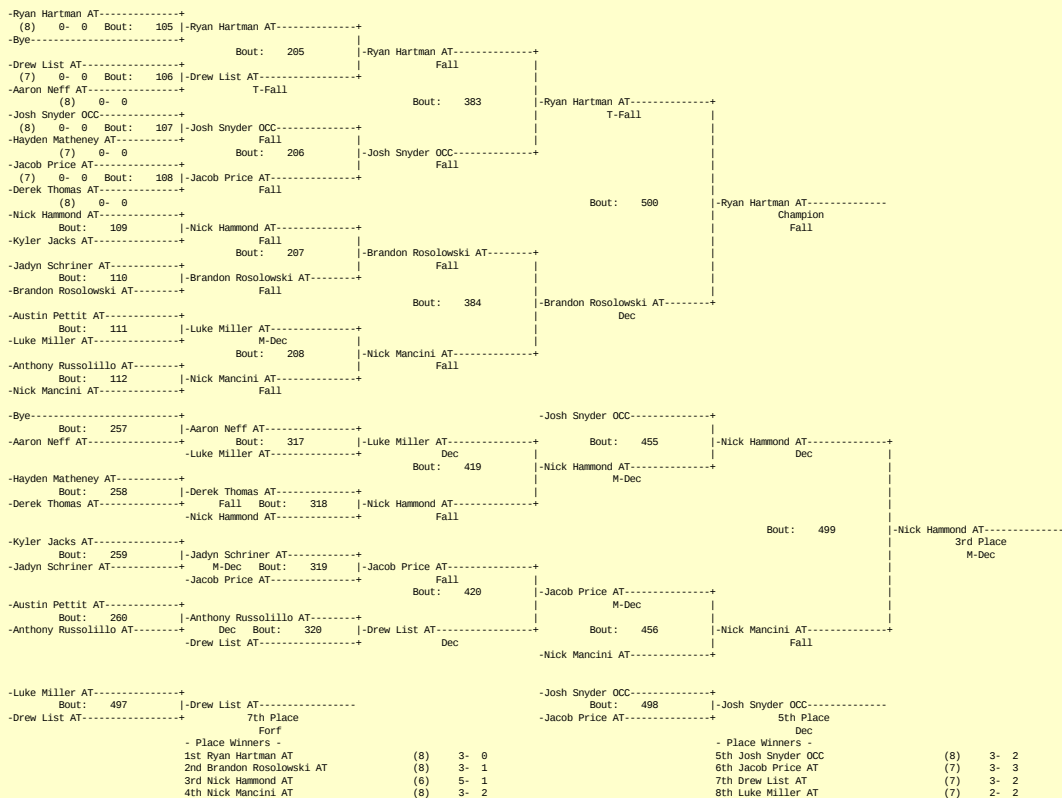 -Ryan Hartman AT--------------+
(8) 0- 0 Bout: 105 |-Ryan Hartman AT--------------+
-Bye--------------------------+ |
Bout: 205 |-Ryan Hartman AT--------------+
-Drew List AT-----------------+ | Fall |
(7) 0- 0 Bout: 106 |-Drew List AT-----------------+ |
-Aaron Neff AT----------------+ T-Fall |
(8) 0- 0 Bout: 383 |-Ryan Hartman AT--------------+
-Josh Snyder OCC--------------+ | T-Fall |
(8) 0- 0 Bout: 107 |-Josh Snyder OCC--------------+ | |
-Hayden Matheney AT-----------+ Fall | | |
(7) 0- 0 Bout: 206 |-Josh Snyder OCC--------------+ |
-Jacob Price AT---------------+ | Fall |
(7) 0- 0 Bout: 108 |-Jacob Price AT---------------+ |
-Derek Thomas AT--------------+ Fall |
(8) 0- 0 Bout: 500 |-Ryan Hartman AT--------------
-Nick Hammond AT--------------+ | Champion
Bout: 109 |-Nick Hammond AT--------------+ | Fall
-Kyler Jacks AT---------------+ Fall | |
Bout: 207 |-Brandon Rosolowski AT--------+ |
-Jadyn Schriner AT------------+ | Fall | |
Bout: 110 |-Brandon Rosolowski AT--------+ | |
-Brandon Rosolowski AT--------+ Fall | |
Bout: 384 |-Brandon Rosolowski AT--------+
-Austin Pettit AT-------------+ | Dec
Bout: 111 |-Luke Miller AT---------------+ |
-Luke Miller AT---------------+ M-Dec | |
Bout: 208 |-Nick Mancini AT--------------+
-Anthony Russolillo AT--------+ | Fall
Bout: 112 |-Nick Mancini AT--------------+
-Nick Mancini AT--------------+ Fall
-Bye--------------------------+ -Josh Snyder OCC--------------+
Bout: 257 |-Aaron Neff AT----------------+ |
-Aaron Neff AT----------------+ Bout: 317 |-Luke Miller AT---------------+ Bout: 455 |-Nick Hammond AT--------------+
-Luke Miller AT---------------+ Dec | | Dec |
Bout: 419 |-Nick Hammond AT--------------+ |
-Hayden Matheney AT-----------+ | M-Dec |
Bout: 258 |-Derek Thomas AT--------------+ | |
-Derek Thomas AT--------------+ Fall Bout: 318 |-Nick Hammond AT--------------+ |
-Nick Hammond AT--------------+ Fall |
Bout: 499 |-Nick Hammond AT--------------
-Kyler Jacks AT---------------+ | 3rd Place
Bout: 259 |-Jadyn Schriner AT------------+ | M-Dec
-Jadyn Schriner AT------------+ M-Dec Bout: 319 |-Jacob Price AT---------------+ |
-Jacob Price AT---------------+ Fall | |
Bout: 420 |-Jacob Price AT---------------+ |
-Austin Pettit AT-------------+ | M-Dec | |
Bout: 260 |-Anthony Russolillo AT--------+ | | |
-Anthony Russolillo AT--------+ Dec Bout: 320 |-Drew List AT-----------------+ Bout: 456 |-Nick Mancini AT--------------+
-Drew List AT-----------------+ Dec | Fall
-Nick Mancini AT--------------+
-Luke Miller AT---------------+ -Josh Snyder OCC--------------+
Bout: 497 |-Drew List AT----------------- Bout: 498 |-Josh Snyder OCC--------------
-Drew List AT-----------------+ 7th Place -Jacob Price AT---------------+ 5th Place
Forf Dec
- Place Winners - - Place Winners -
1st Ryan Hartman AT (8) 3- 0 5th Josh Snyder OCC (8) 3- 2
2nd Brandon Rosolowski AT (8) 3- 1 6th Jacob Price AT (7) 3- 3
3rd Nick Hammond AT (6) 5- 1 7th Drew List AT (7) 3- 2
4th Nick Mancini AT (8) 3- 2 8th Luke Miller AT (7) 2- 2